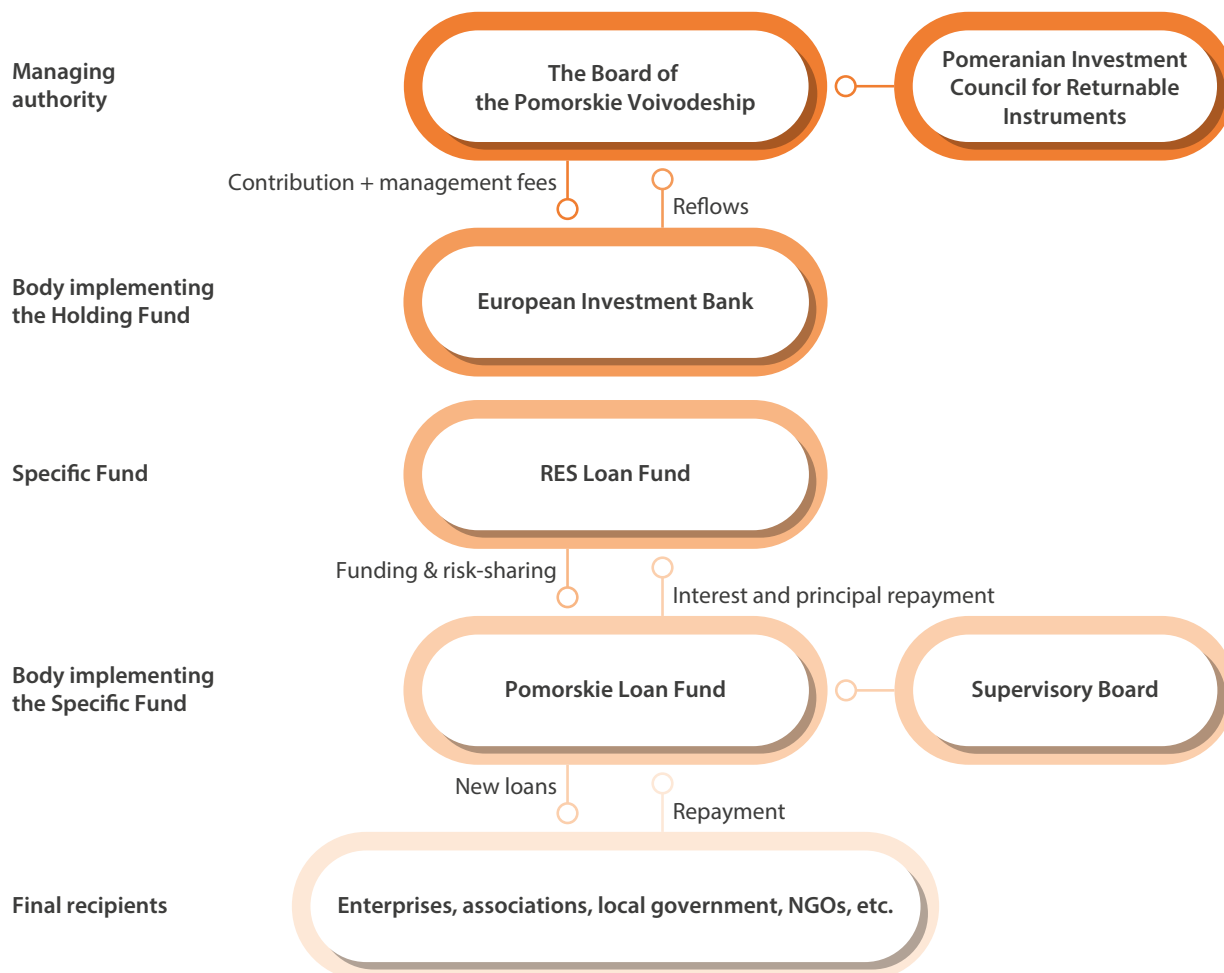 Managing
authority
The Board of
the Pomorskie Voivodeship
Pomeranian Investment
Council for Returnable
Instruments
Contribution + management fees
Reflows
Body implementing
the Holding Fund
European Investment Bank
Specific Fund
RES Loan Fund
Funding & risk-sharing
Interest and principal repayment
Body implementing
the Specific Fund
Pomorskie Loan Fund
Supervisory Board
New loans
Repayment
Final recipients
Enterprises, associations, local government, NGOs, etc.